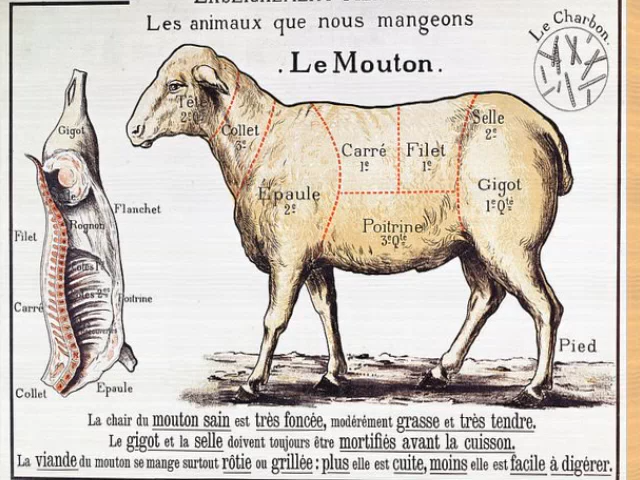 Les animaux que nous mangeons
Le Charbon.
. Le Mouton .
Tête
Collet
3e
Carré
1e
Filet
1e
Selle
2e
Epaule
2e
Gigot
1e Qté
Poitrine
3e Qté
Pied
Gigot
Flanchet
Rognon
Filet
Poitrine
Carré
Collet
Epaule
La chair du mouton sain est très foncée, modérément grasse et très tendre.
Le gigot et la selle doivent toujours être mortifiés avant la cuisson.
La viande du mouton se mange surtout rôtie ou grillée : plus elle est cuite, moins elle est facile à digérer.